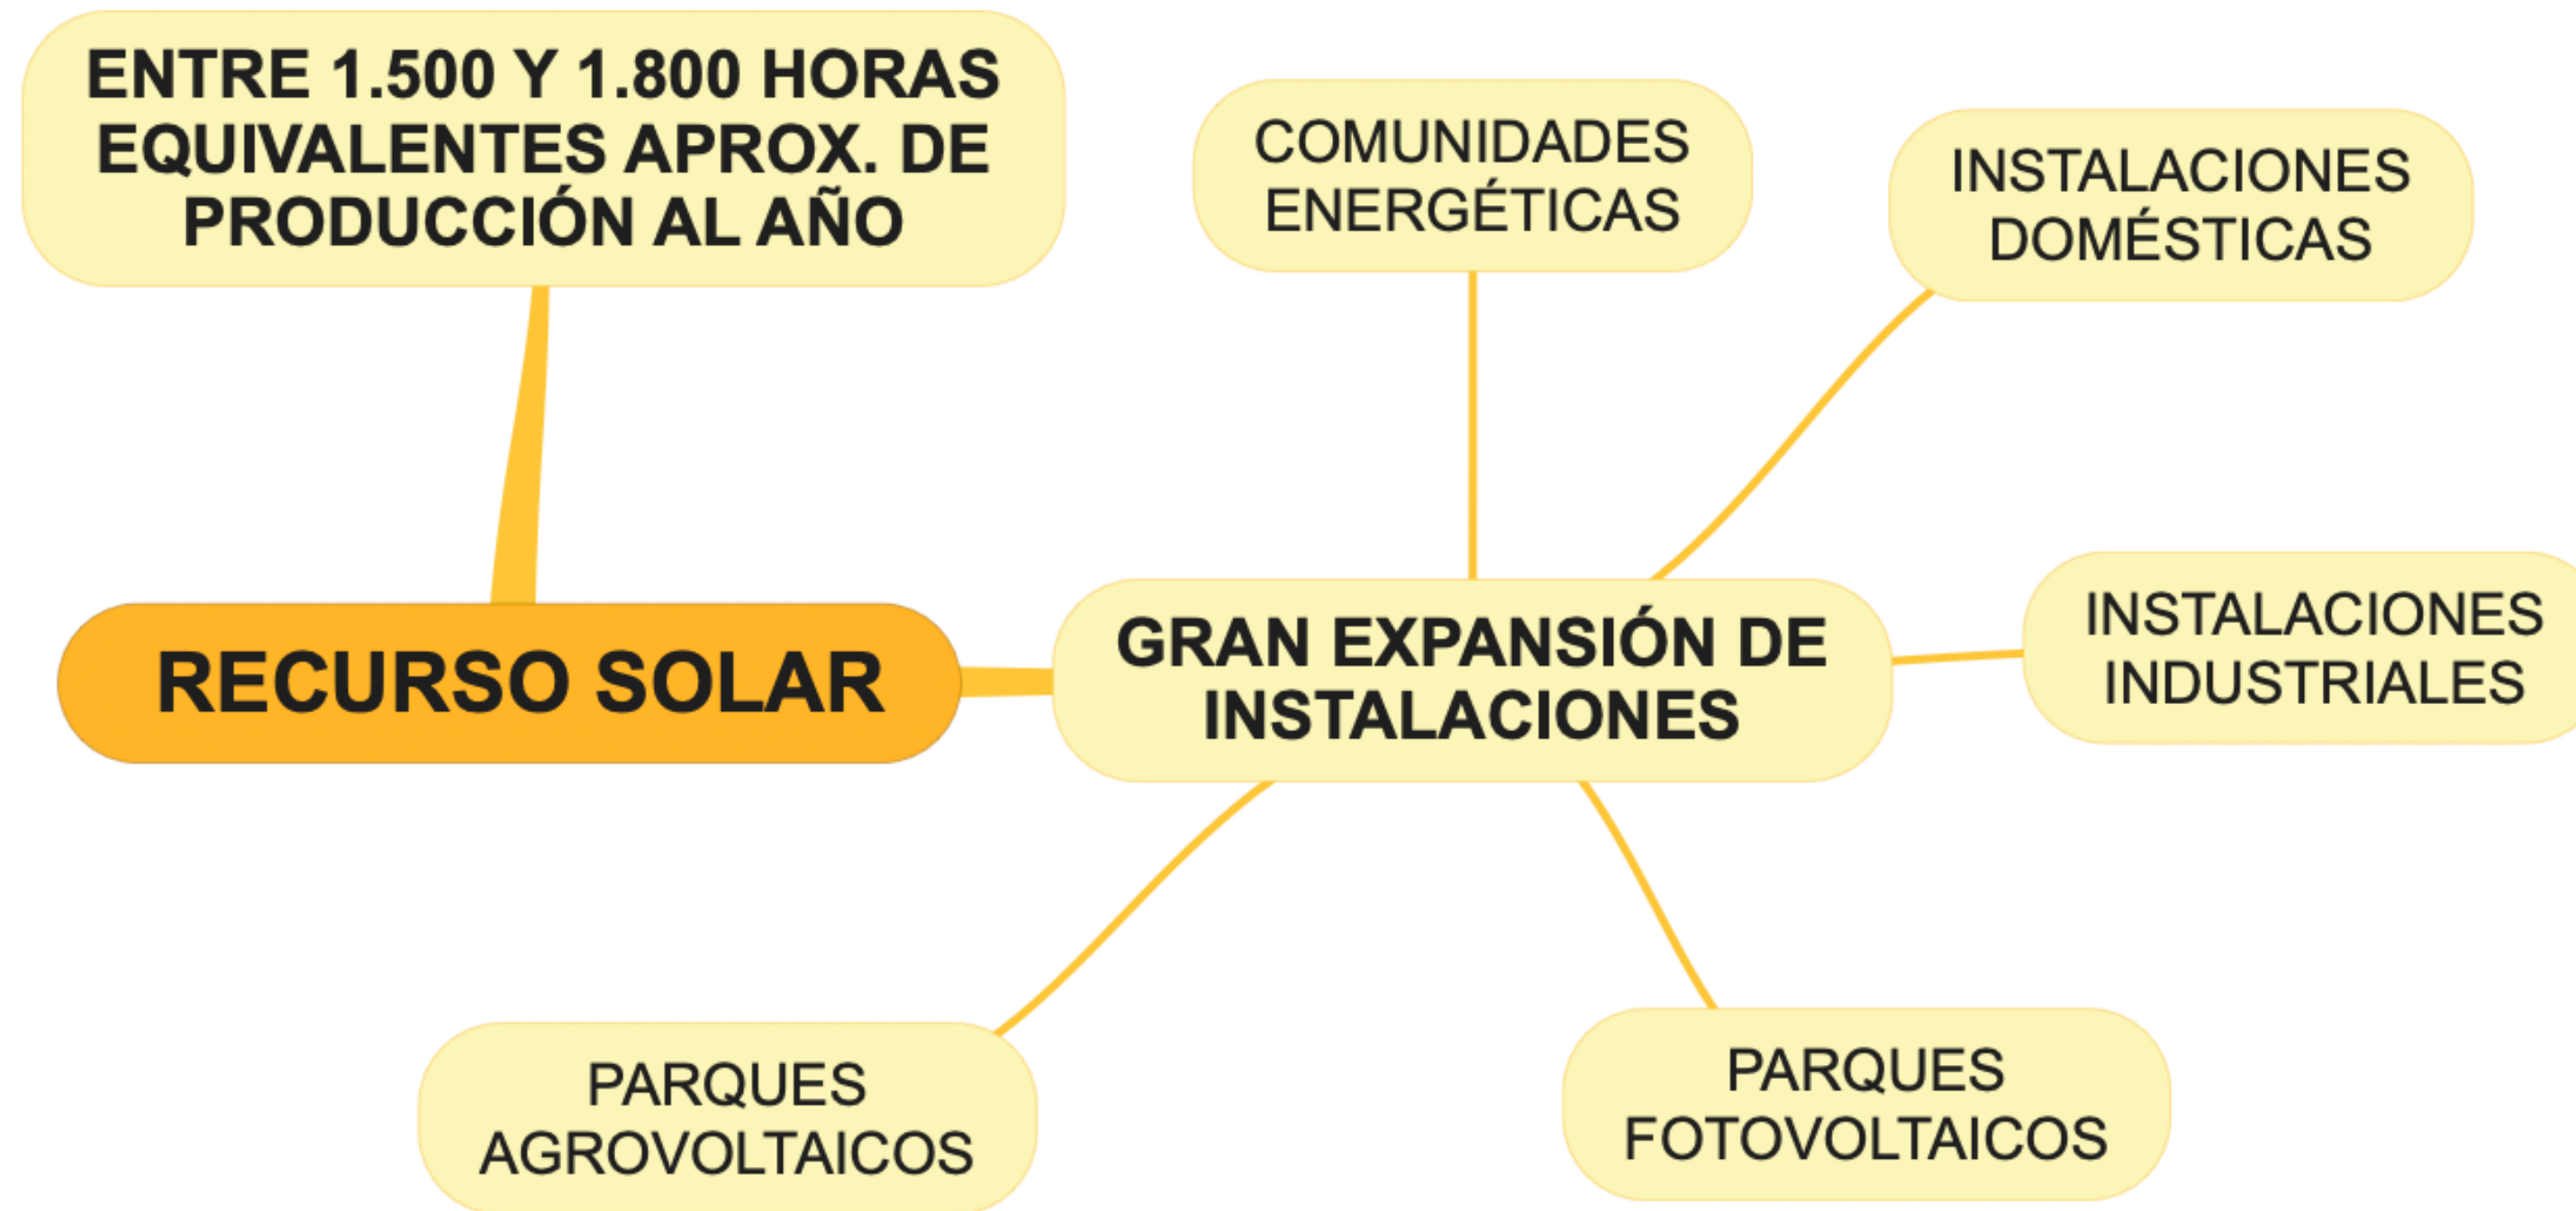 ENTRE 1.500 Y 1.800 HORAS
EQUIVALENTES APROX. DE
PRODUCCIÓN AL AÑO
COMUNIDADES
ENERGÉTICAS
INSTALACIONES
DOMÉSTICAS
RECURSO SOLAR
GRAN EXPANSIÓN DE
INSTALACIONES
INSTALACIONES
INDUSTRIALES
PARQUES
AGROVOLTAICOS
PARQUES
FOTOVOLTAICOS